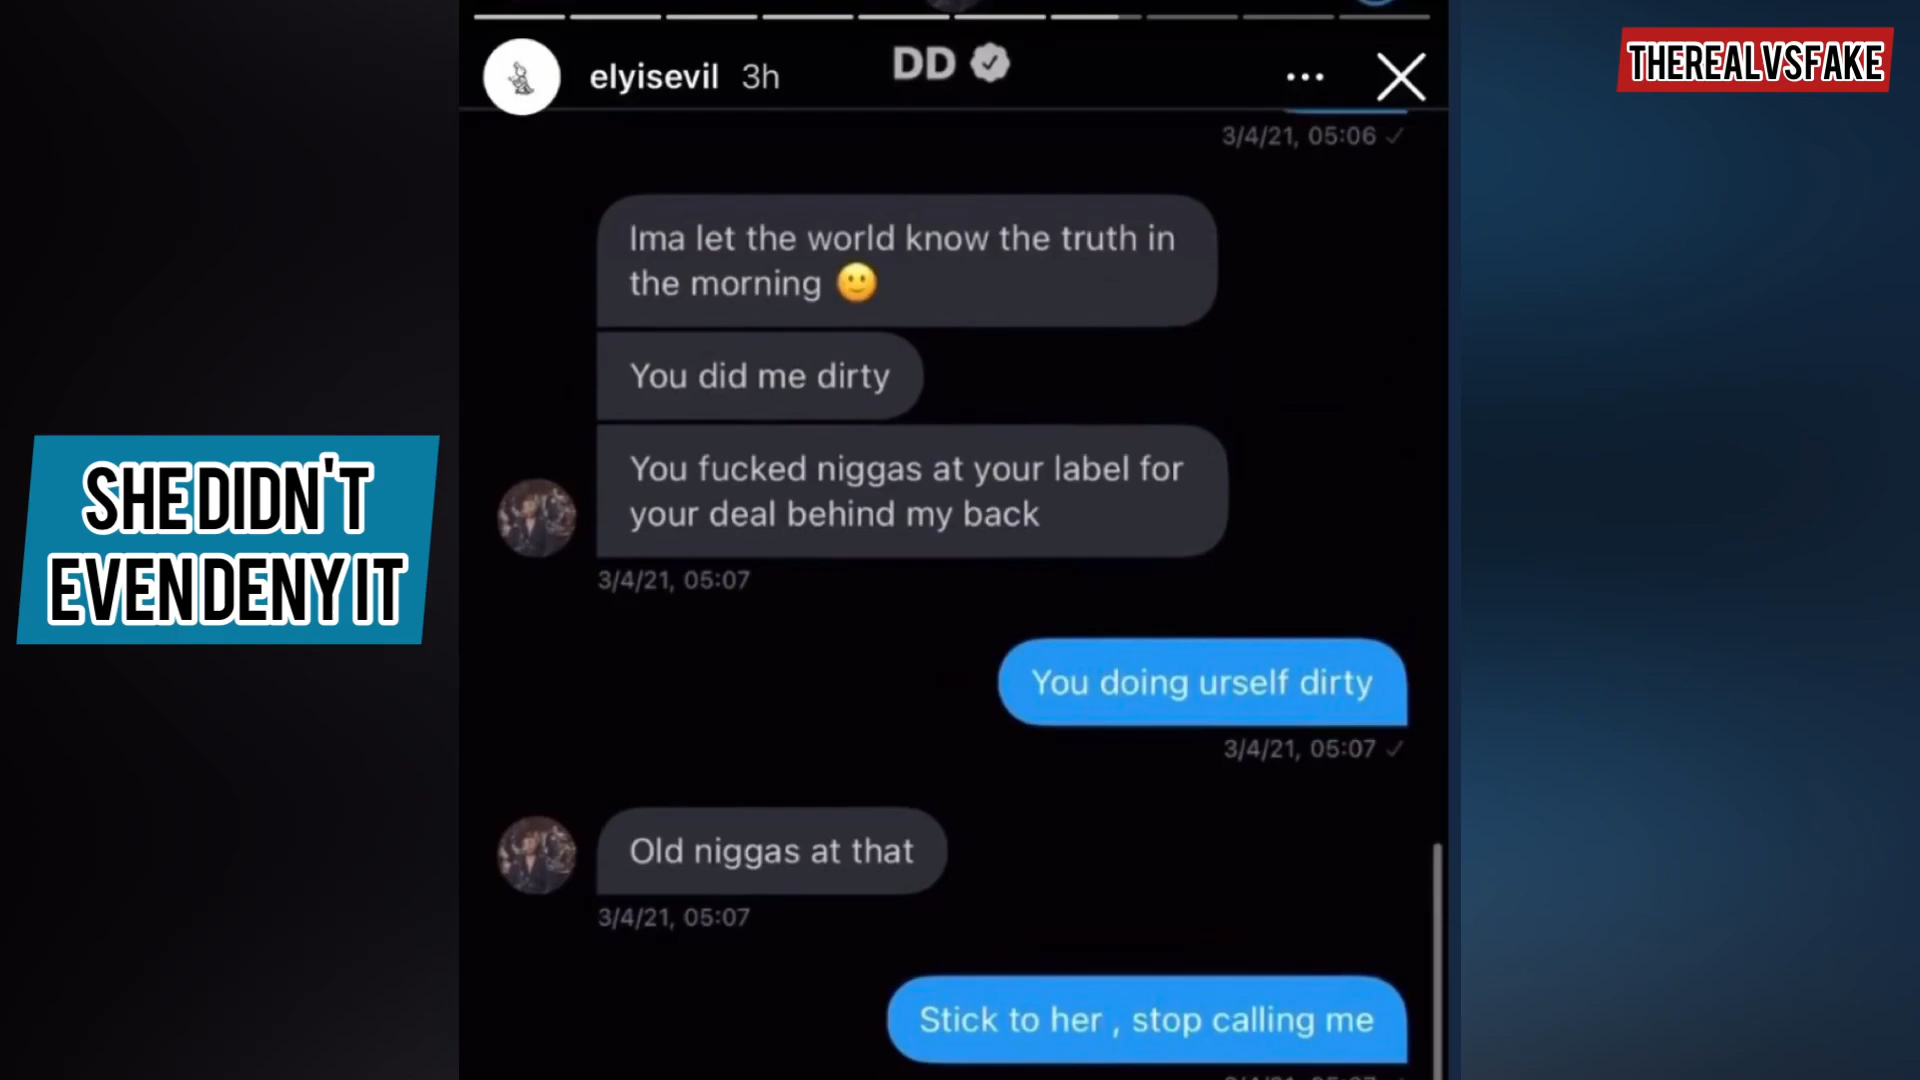 THEREALVSFAKE
elyisevil 3h
DD
3/4/21, 05:06 ✓
Ima let the world know the truth in
the morning 🙂
You did me dirty
You fucked niggas at your label for
your deal behind my back
3/4/21, 05:07
SHE DIDN'T
EVEN DENY IT
You doing urself dirty
3/4/21, 05:07 ✓
Old niggas at that
3/4/21, 05:07
Stick to her , stop calling me